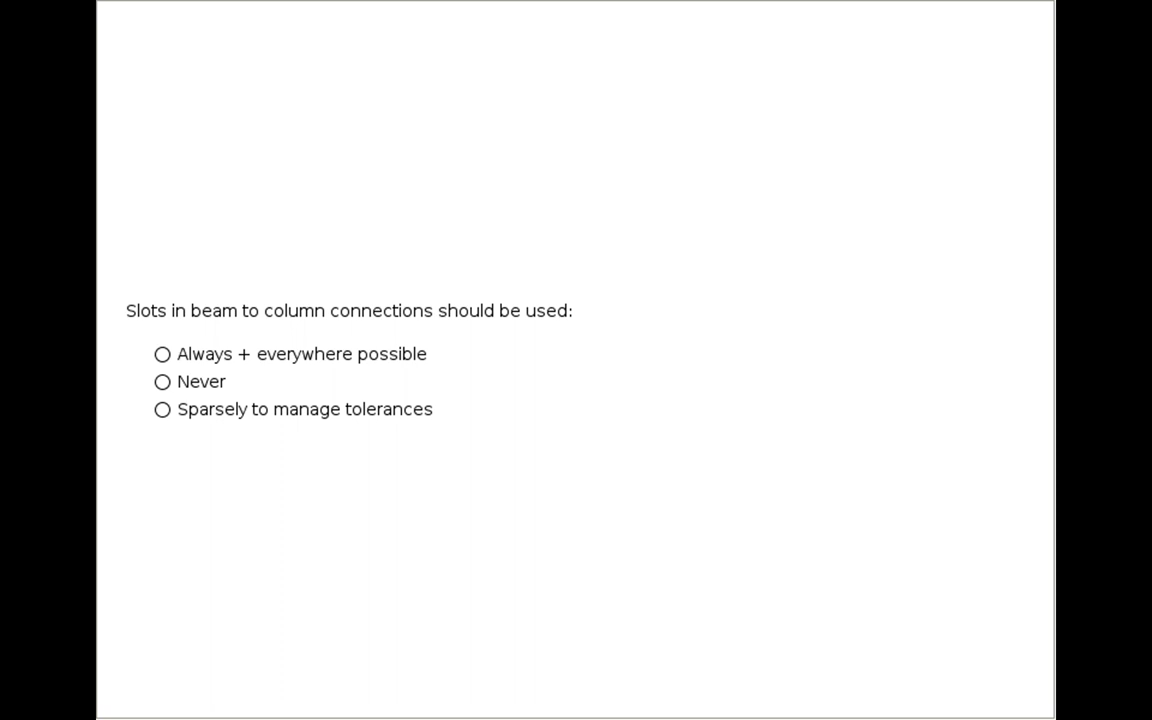 Slots in beam to column connections should be used:
Always + everywhere possible
Never
Sparsely to manage tolerances